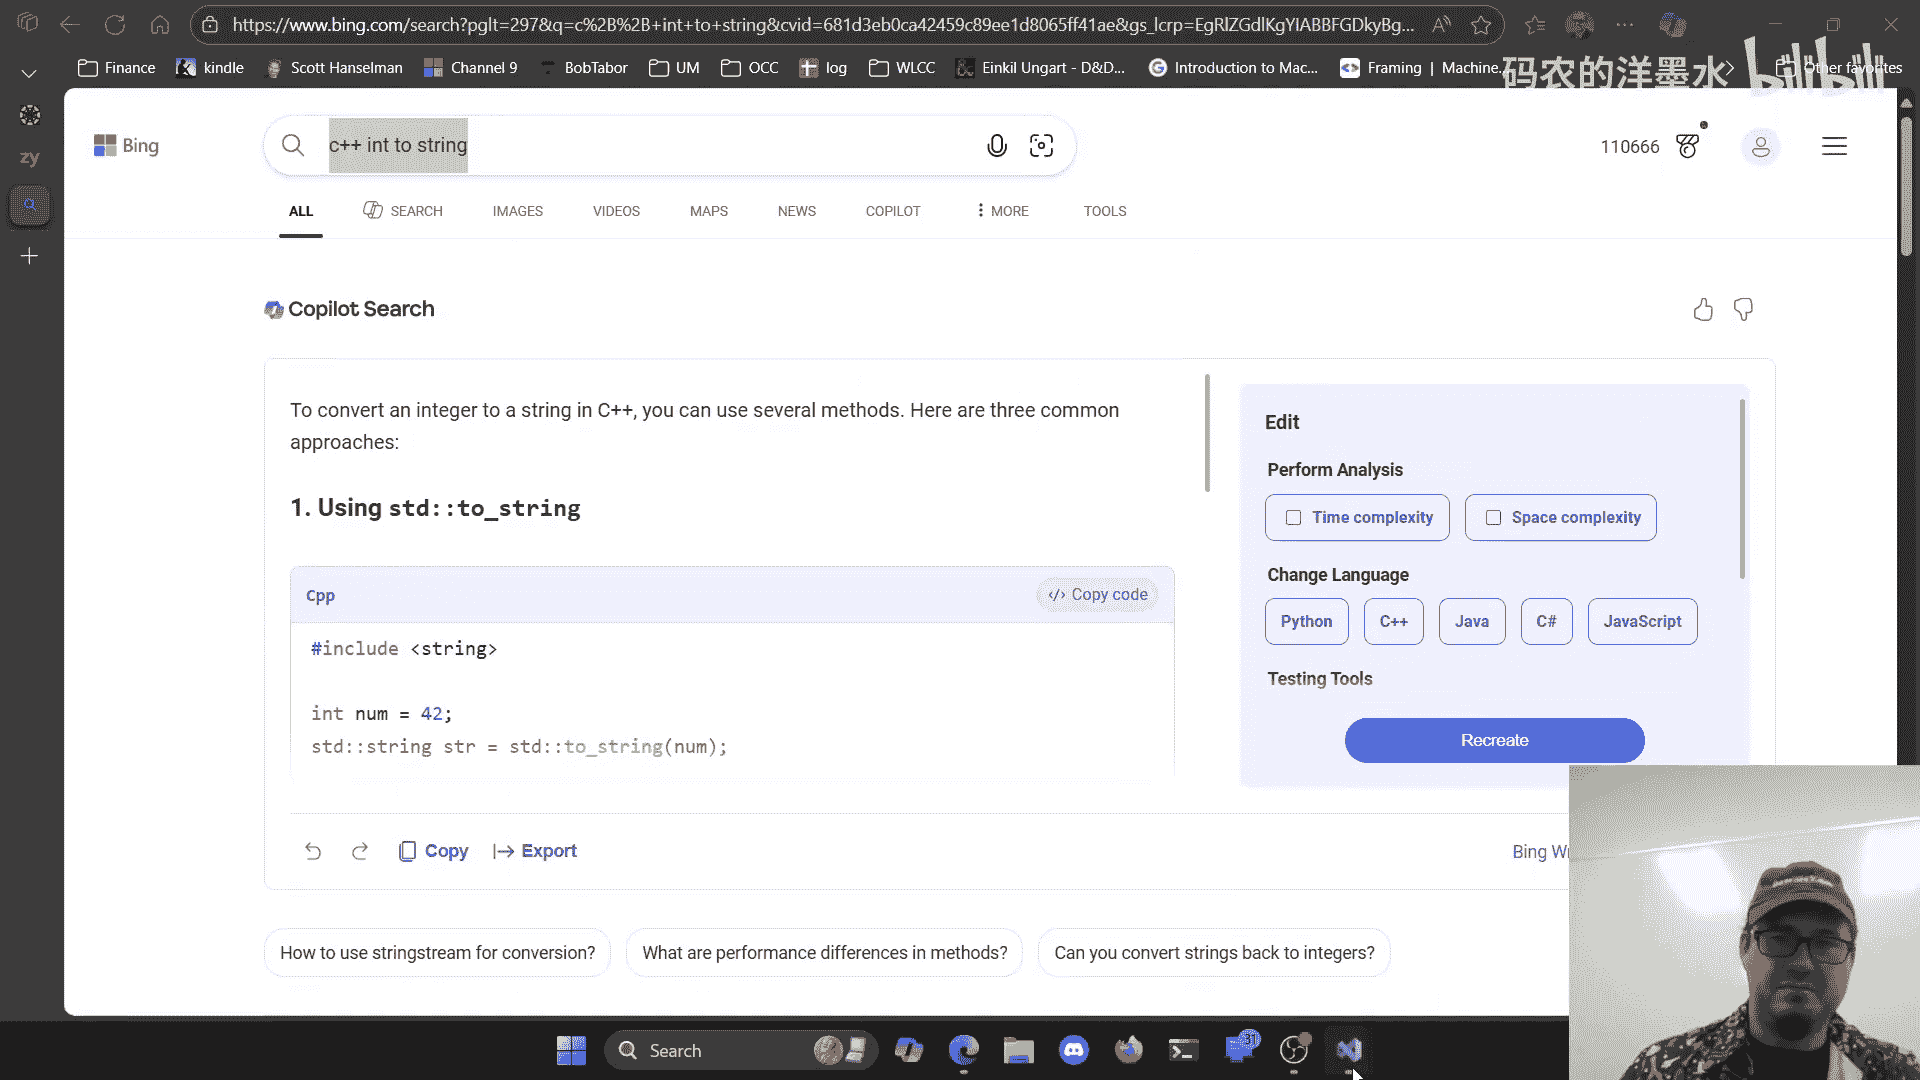 https://www.bing.com/search?pglt=297&q=c%2B%2B+int+to+string&cvid=681d3eb0ca42459c89ee1d8065ff41ae&gs_lcrp=EgRlZGdlKgYIABBFGDkyBg...
Finance
kindle
Scott Hanselman
Channel 9
BobTabor
UM
OCC
log
WLCC
Einkil Ungart - D&D...
Introduction to Mac...
Framing | Machine...
Other favorites
码农的洋墨水
bilibili
zy
Bing
c++ int to string
110666
ALL
SEARCH
IMAGES
VIDEOS
MAPS
NEWS
COPILOT
MORE
TOOLS
Copilot Search
To convert an integer to a string in C++, you can use several methods. Here are three common
approaches:
1. Using std::to_string
Cpp
</> Copy code
#include <string>
int num = 42;
std::string str = std::to_string(num);
Edit
Perform Analysis
Time complexity
Space complexity
Change Language
Python
C++
Java
C#
JavaScript
Testing Tools
Recreate
Copy
Export
Bing
How to use stringstream for conversion?
What are performance differences in methods?
Can you convert strings back to integers?
Search